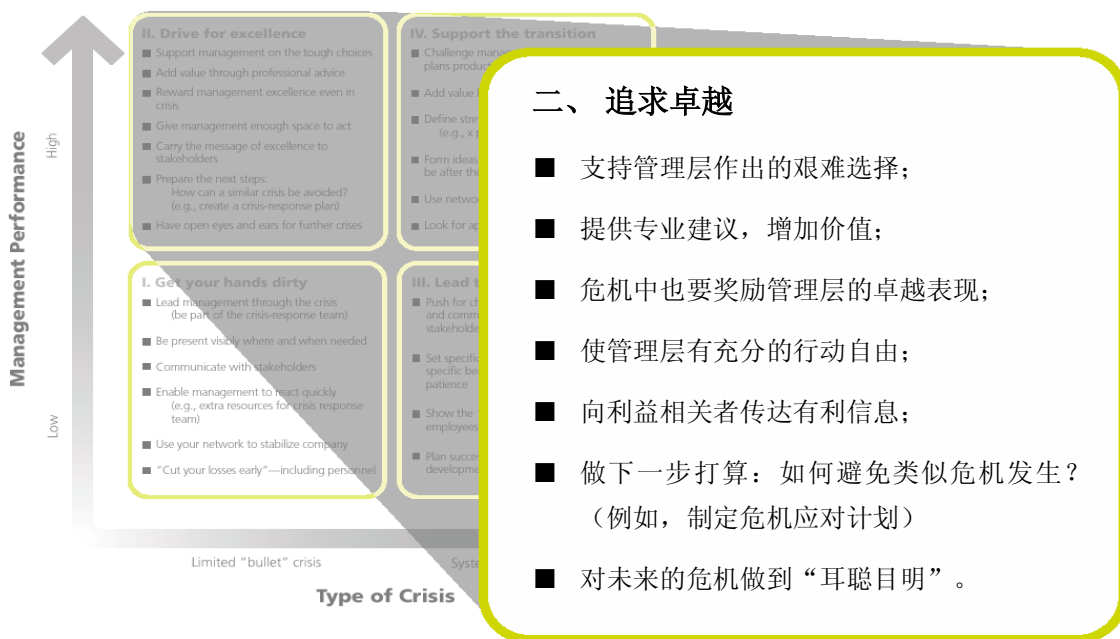 II. Drive for excellence
■ Support management on the tough choices
■ Add value through professional advice
■ Reward management excellence even in
crisis
■ Give management enough space to act
■ Carry the message of excellence to
stakeholders
■ Prepare the next steps:
How can a similar crisis be avoided?
(e.g., create a crisis-response plan)
■ Have open eyes and ears for further crises
IV. Support the transition
■ Challenge
plans
■ Add value
■ Define
(e.g., x
■ Form ideas
be after the
■ Use
■ Look for
I. Get your hands dirty
■ Lead management through the crisis
(be part of the crisis-response team)
■ Be present visibly where and when needed
■ Communicate with stakeholders
■ Enable management to react quickly
(e.g., extra resources for crisis response
team)
■ Use your network to stabilize company
■ “Cut your losses early”—including personnel
III. Lead
■ Push for
and
■ Set
specific
patience
■ Show the
employees
■ Plan
Management Performance
High
Low
Limited “bullet” crisis
Type of Crisis
二、 追求卓越
■ 支持管理层作出的艰难选择；
■ 提供专业建议，增加价值；
■ 危机中也要奖励管理层的卓越表现；
■ 使管理层有充分的行动自由；
■ 向利益相关者传达有利信息；
■ 做下一步打算：如何避免类似危机发生？
（例如，制定危机应对计划）
■ 对未来的危机做到“耳聪目明”。